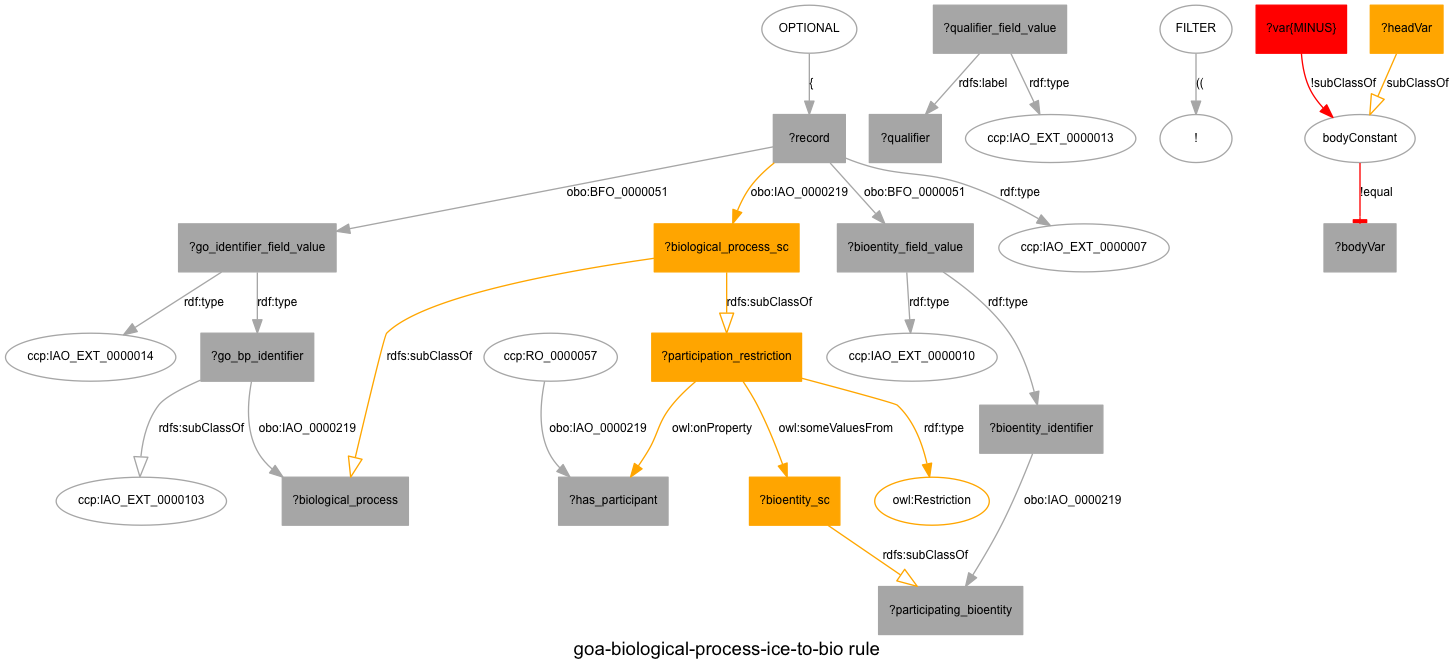 OPTIONAL
?qualifier_field_value
FILTER
?var{MINUS}
?headVar
{
rdfs:label
rdf:type
((
!subClassOf
subClassOf
?record
?qualifier
ccp:IAO_EXT_0000013
!
bodyConstant
obo:BFO_0000051
obo:IAO_0000219
obo:BFO_0000051
rdf:type
!equal
?go_identifier_field_value
?biological_process_sc
?bioentity_field_value
ccp:IAO_EXT_0000007
?bodyVar
rdf:type
rdf:type
rdfs:subClassOf
rdf:type
rdf:type
ccp:IAO_EXT_0000014
?go_bp_identifier
rdfs:subClassOf
ccp:RO_0000057
?participation_restriction
ccp:IAO_EXT_0000010
rdfs:subClassOf
obo:IAO_0000219
obo:IAO_0000219
owl:onProperty
owl:someValuesFrom
rdf:type
?bioentity_identifier
ccp:IAO_EXT_0000103
?biological_process
?has_participant
?bioentity_sc
owl:Restriction
obo:IAO_0000219
rdfs:subClassOf
?participating_bioentity
goa-biological-process-ice-to-bio rule